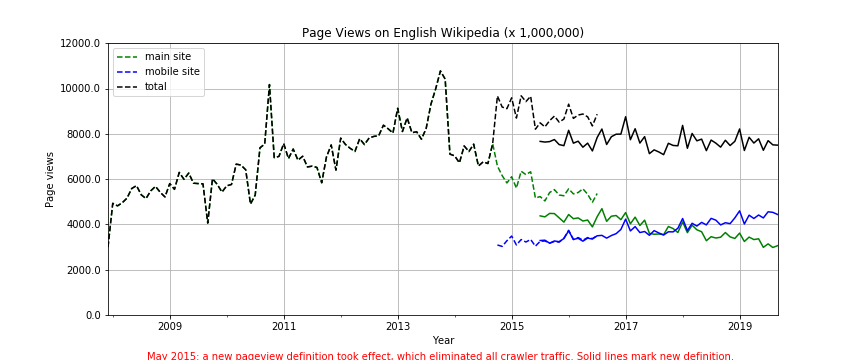 Page Views on English Wikipedia (x 1,000,000)
12000.0
10000.0
8000.0
6000.0
4000.0
2000.0
0.0
Page views
main site
mobile site
total
2009
2011
2013
2015
2017
2019
Year
May 2015: a new pageview definition took effect, which eliminated all crawler traffic. Solid lines mark new definition.